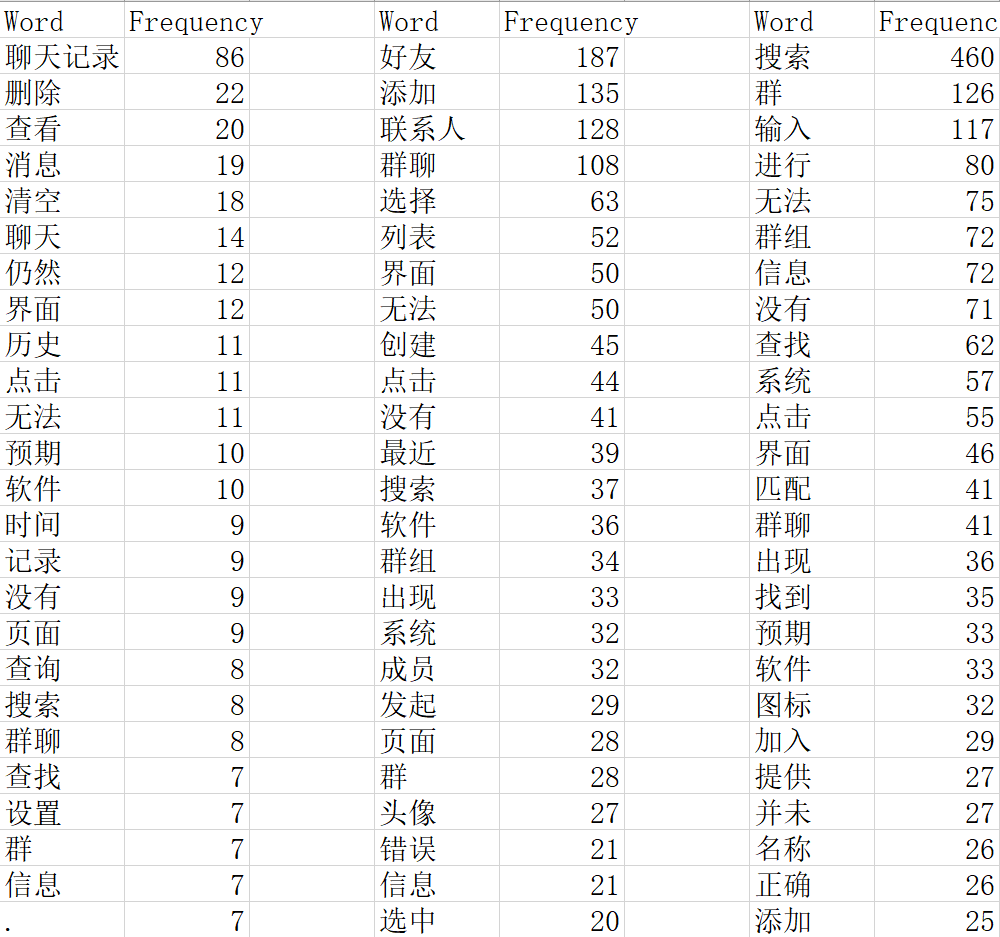 Word Frequency Word Frequency Word Frequenc
聊天记录 86 好友 187 搜索 460
删除 22 添加 135 群 126
查看 20 联系人 128 输入 117
消息 19 群聊 108 进行 80
清空 18 选择 63 无法 75
聊天 14 列表 52 群组 72
仍然 12 界面 50 信息 72
界面 12 无法 50 没有 71
历史 11 创建 45 查找 62
点击 11 点击 44 系统 57
无法 11 没有 41 点击 55
预期 10 最近 39 界面 46
软件 10 搜索 37 匹配 41
时间 9 软件 36 群聊 41
记录 9 群组 34 出现 36
没有 9 出现 33 找到 35
页面 9 系统 32 预期 33
查询 8 成员 32 软件 33
搜索 8 发起 29 图标 32
群聊 8 页面 28 加入 29
查找 7 群 28 提供 27
设置 7 头像 27 并未 27
群 7 错误 21 名称 26
信息 7 信息 21 正确 26
. 7 选中 20 添加 25